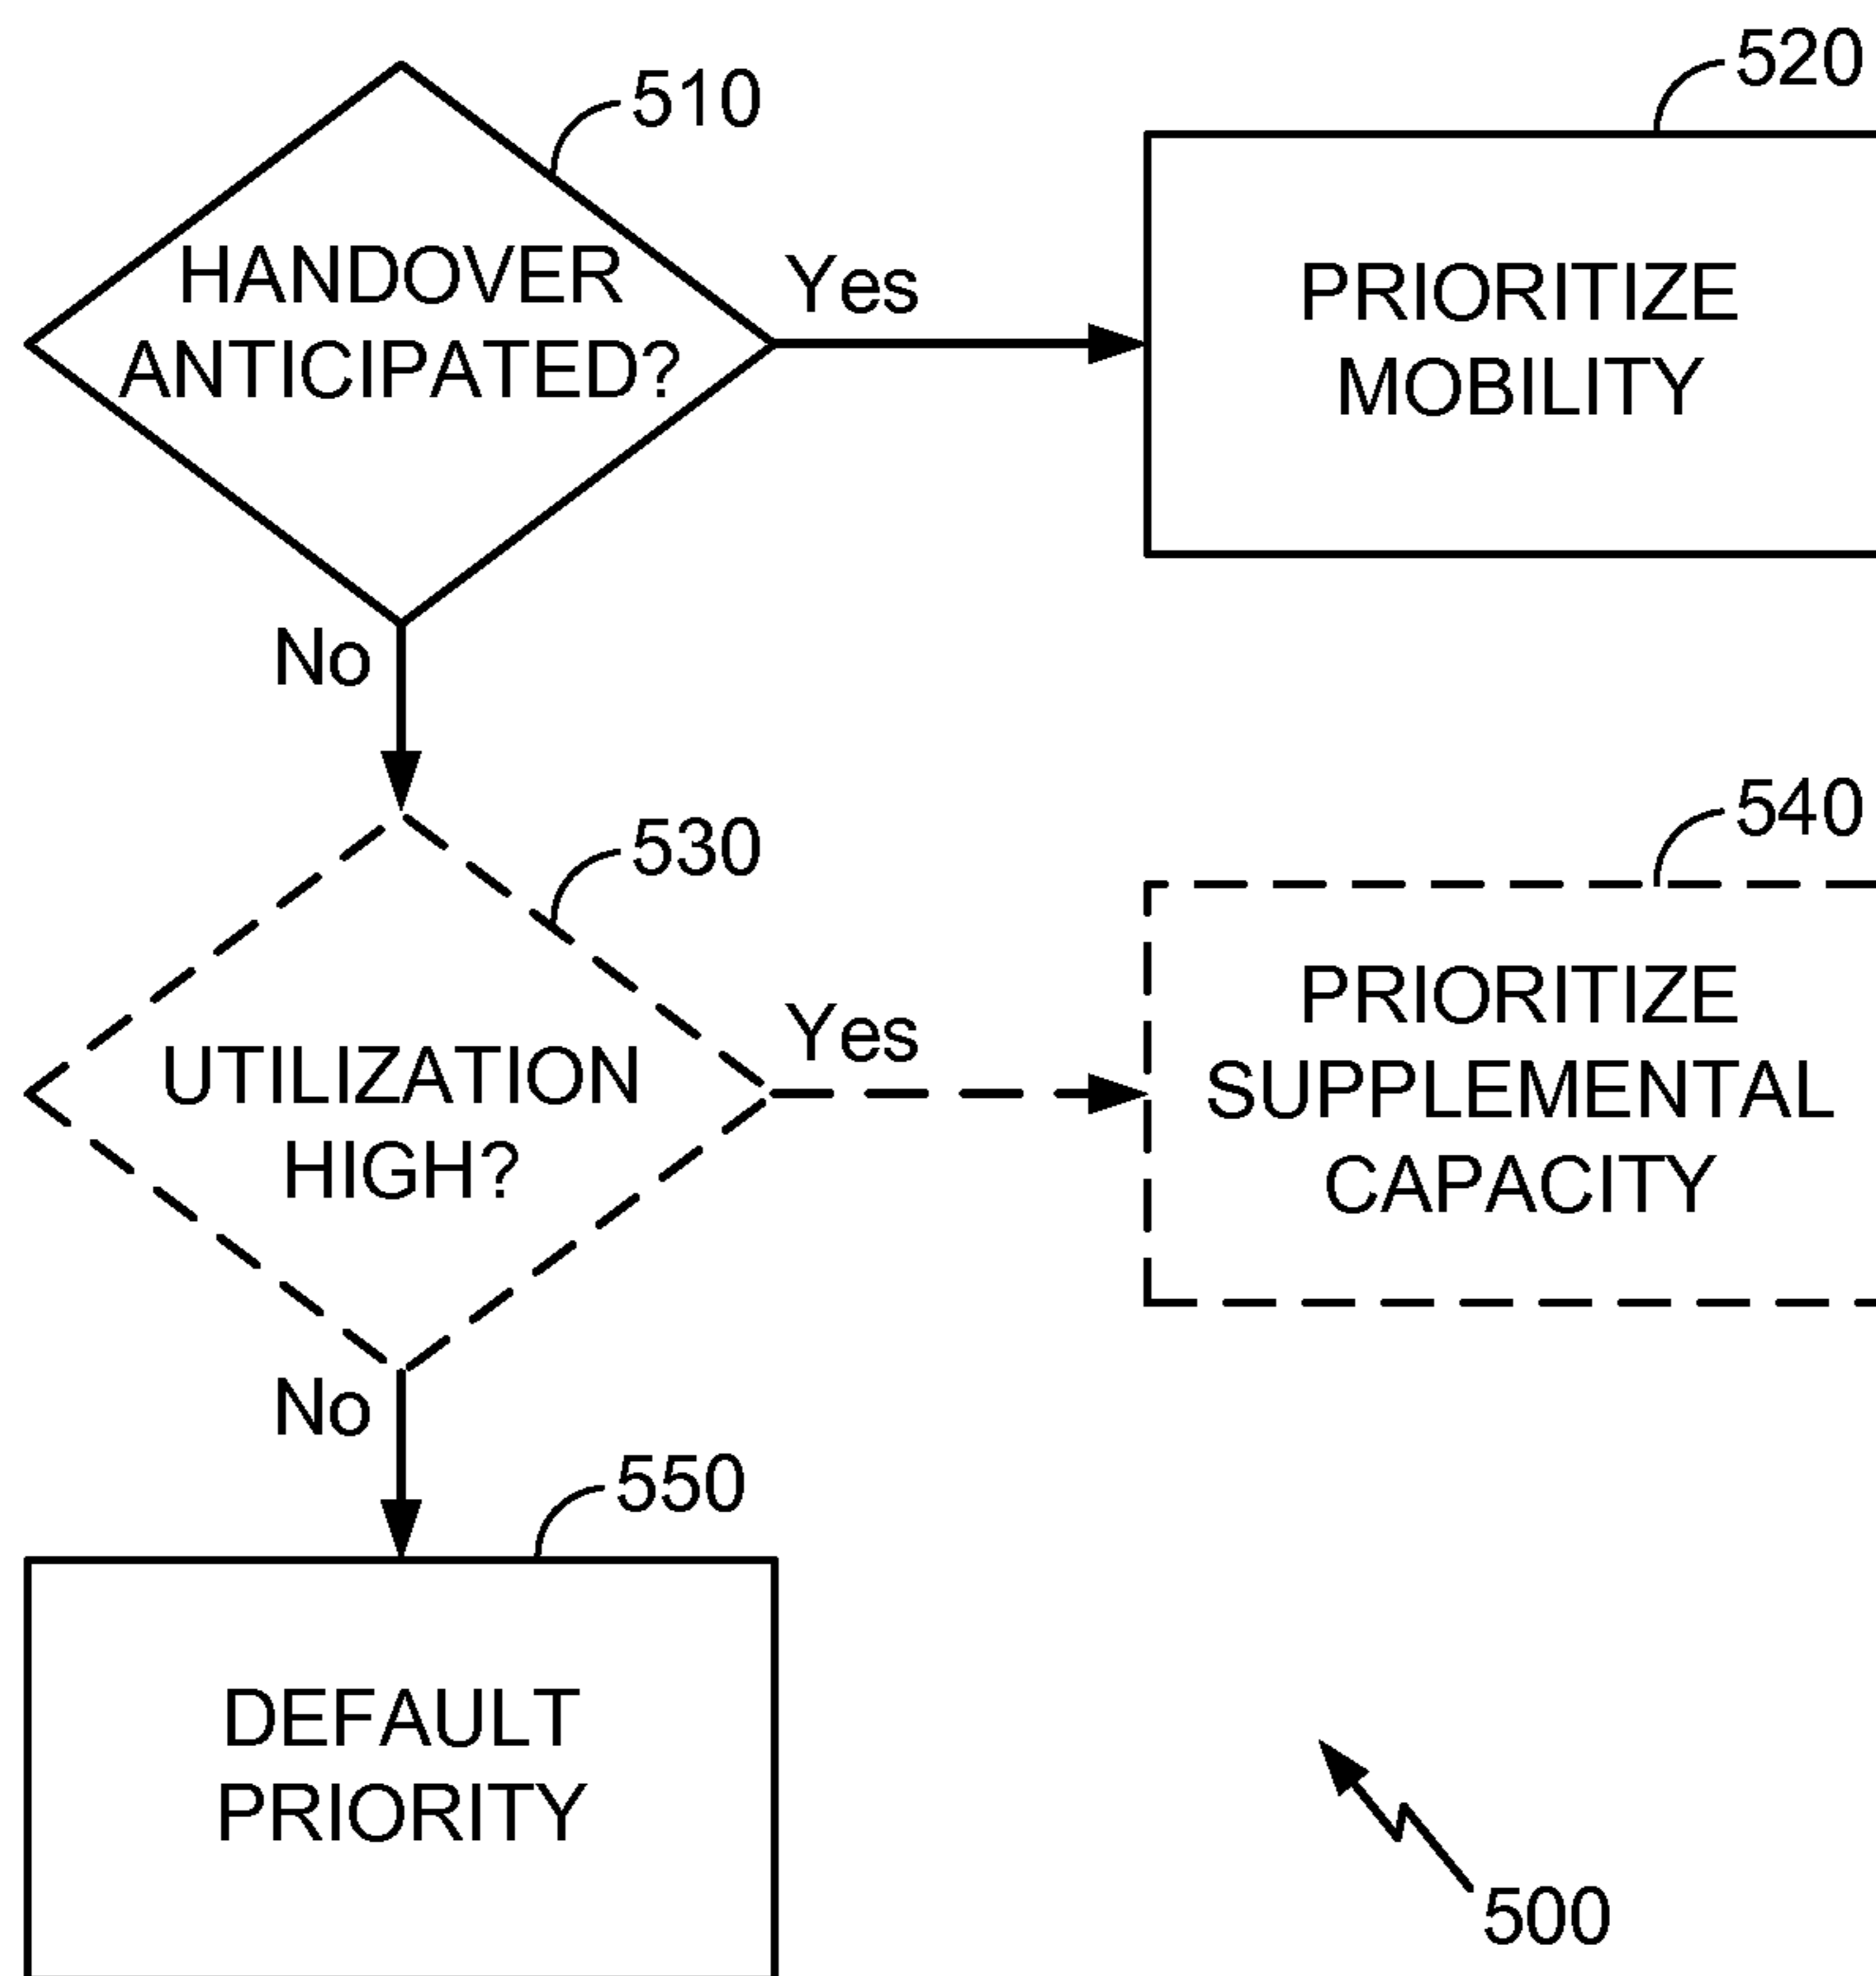 510
HANDOVER
ANTICIPATED?
Yes
520
PRIORITIZE
MOBILITY
No
530
UTILIZATION
HIGH?
Yes
540
PRIORITIZE
SUPPLEMENTAL
CAPACITY
No
550
DEFAULT
PRIORITY
500